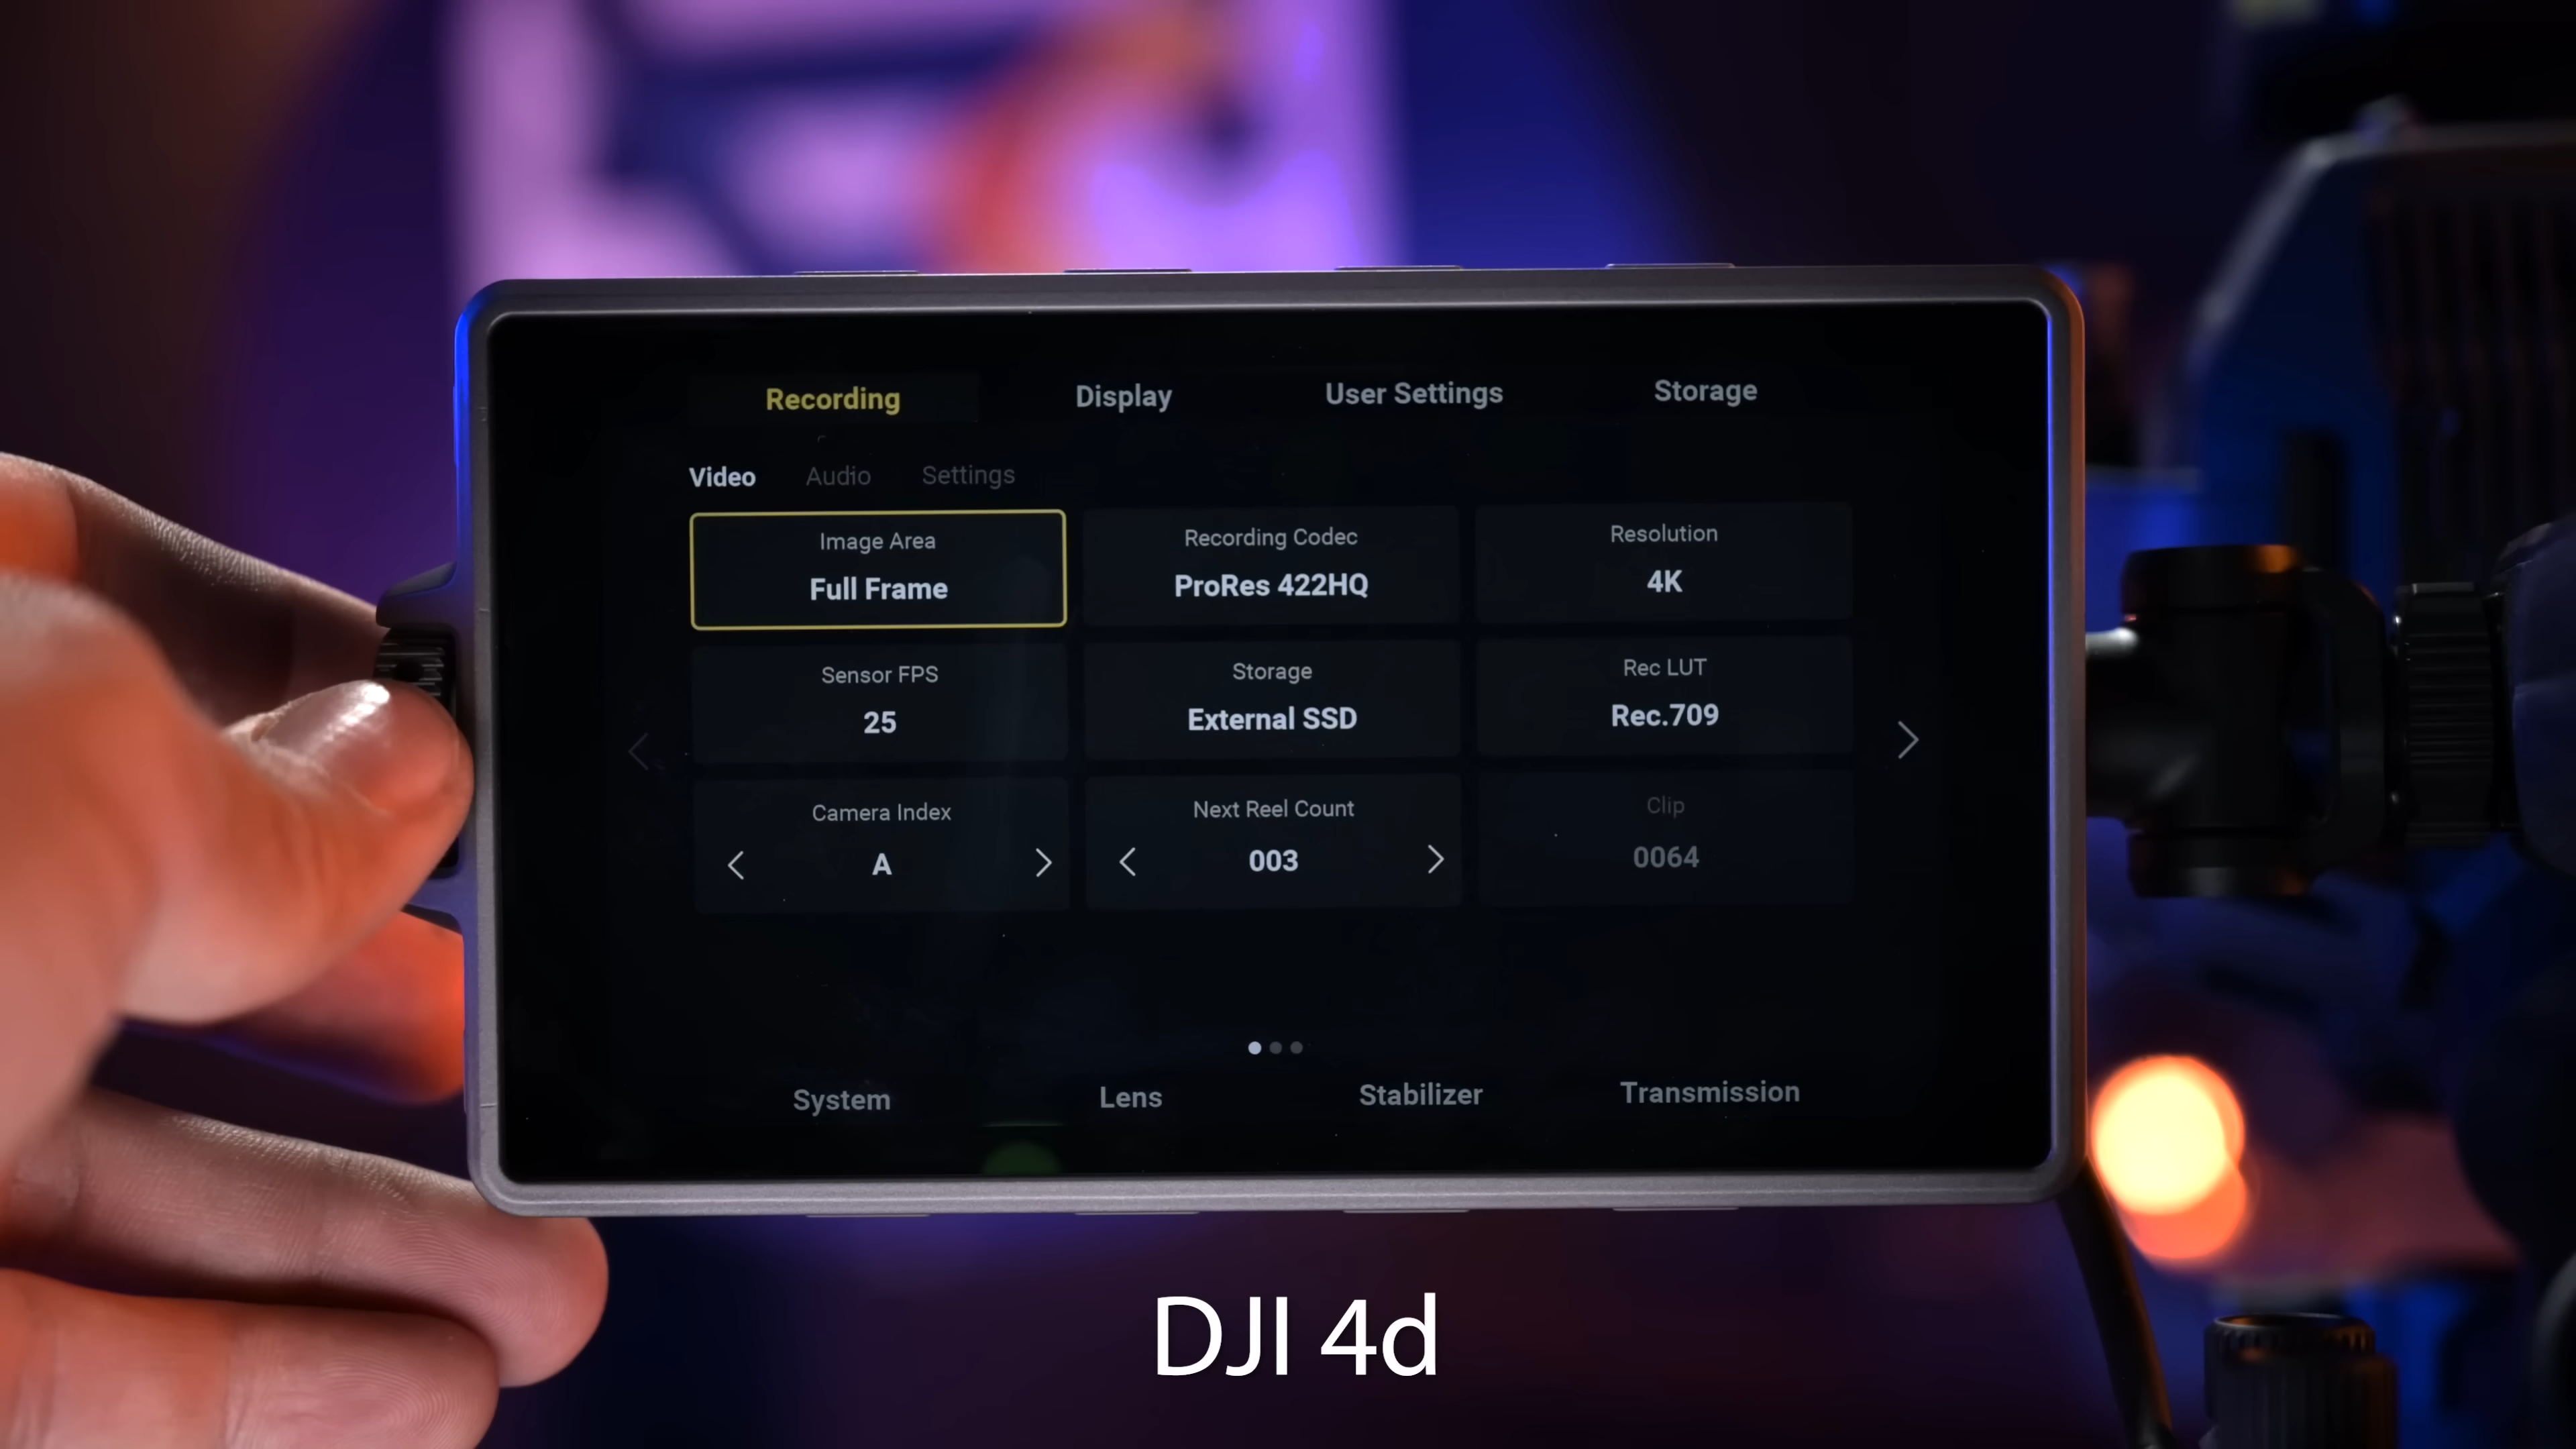 Recording Display User Settings Storage
Video Audio Settings
Image Area Recording Codec Resolution
Full Frame ProRes 422HQ 4K
Sensor FPS Storage Rec LUT
25 External SSD Rec.709
Camera Index Next Reel Count Clip
A 003 0064
System Lens Stabilizer Transmission
DJI 4d